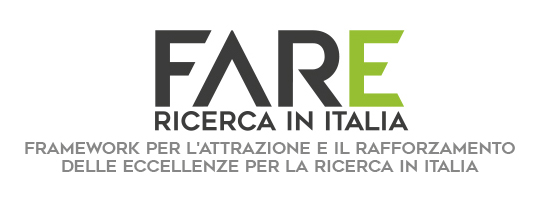 FARE
RICERCA IN ITALIA
FRAMEWORK PER L'ATTRAZIONE E IL RAFFORZAMENTO
DELLE ECCELLENZE PER LA RICERCA IN ITALIA